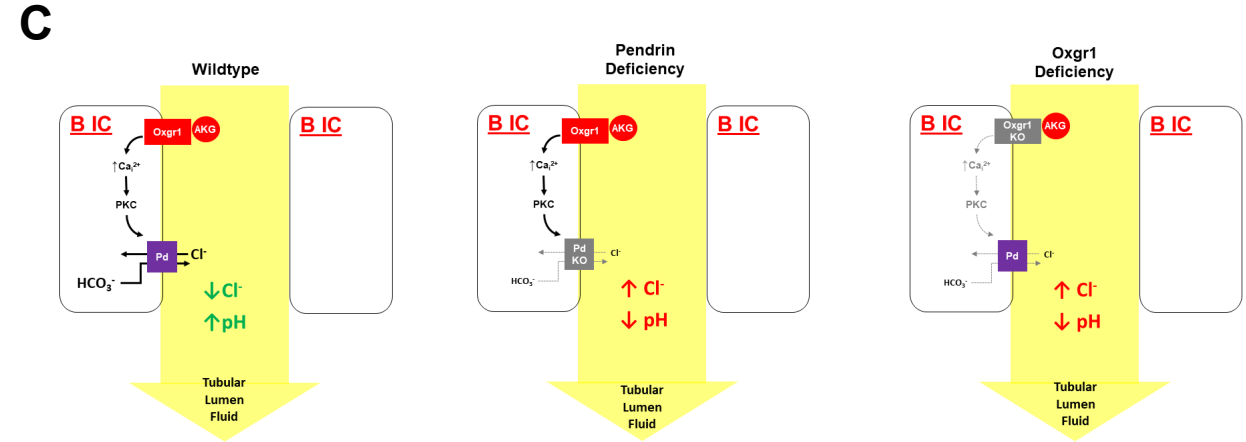 C
Wildtype
B IC
Oxgr1
AKG
↑Cai2+
PKC
Pd
Cl-
HCO3-
↓Cl-
↑pH
B IC
Tubular
Lumen
Fluid
Pendrin
Deficiency
B IC
Oxgr1
AKG
↑Cai2+
PKC
Pd
KO
Cl-
HCO3-
↑ Cl-
↓ pH
B IC
Tubular
Lumen
Fluid
Oxgr1
Deficiency
B IC
Oxgr1
KO
AKG
↑Cai2+
PKC
Pd
Cl-
HCO3-
↑ Cl-
↓ pH
B IC
Tubular
Lumen
Fluid